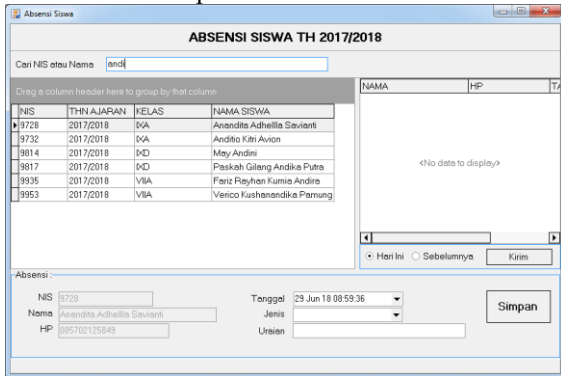 Absensi Siswa
ABSENSI SISWA TH 2017/2018
Cari NIS atau Nama andi
Drag a column header here to group by that column
NIS THN AJARAN KELAS NAMA SISWA
9728 2017/2018 IXA Anandita Adhellla Savianti
9732 2017/2018 IXA Anditio Kitri Avion
9814 2017/2018 IXD May Andini
9817 2017/2018 IXD Paskah Gilang Andika Putra
9935 2017/2018 VIIA Fariz Rayhan Kurnia Andira
9953 2017/2018 VIIA Verico Kushanandika Pamung
NAMA HP TA
<No data to display>
Hari Ini Sebelumnya Kirim
Absensi :
NIS 9728
Nama Anandita Adhellla Savianti
HP 085702125849
Tanggal 29 Jun 18 08:59:36
Jenis
Uraian
Simpan